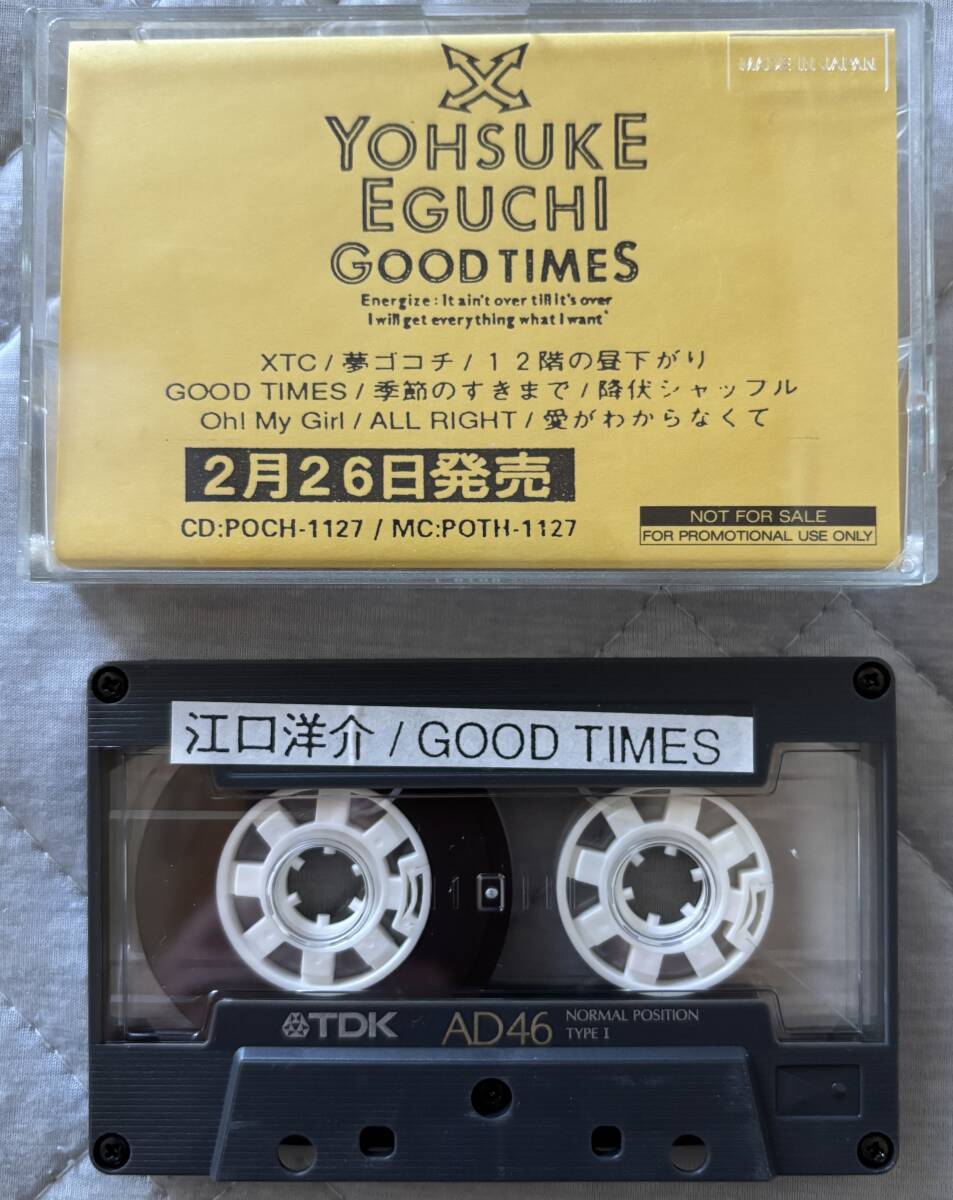 MADE IN JAPAN
YOHSUKE
EGUCHI
GOOD TIMES
Energize : It ain't over till it's over
I will get everything what I want'
XTC / 夢ゴコチ / １２階の昼下がり
GOOD TIMES / 季節のすきまで / 降伏シャッフル
Oh! My Girl / ALL RIGHT / 愛がわからなくて
2月26日発売
CD:POCH-1127 / MC:POTH-1127
NOT FOR SALE
FOR PROMOTIONAL USE ONLY
江口洋介 / GOOD TIMES
TDK AD46 NORMAL POSITION
TYPE I